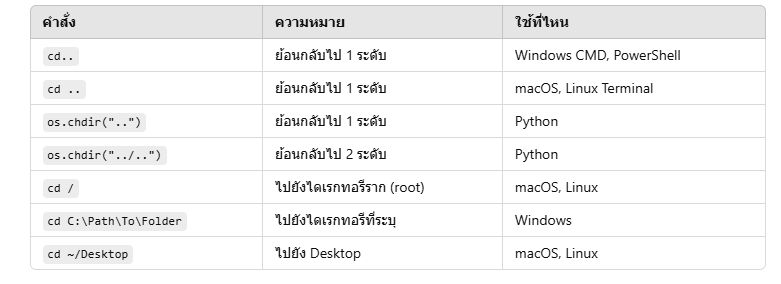 คำสั่ง ความหมาย ใช้ที่ไหน
cd.. ย้อนกลับไป 1 ระดับ Windows CMD, PowerShell
cd .. ย้อนกลับไป 1 ระดับ macOS, Linux Terminal
os.chdir("..") ย้อนกลับไป 1 ระดับ Python
os.chdir("../..") ย้อนกลับไป 2 ระดับ Python
cd / ไปยังไดเรกทอรีราก (root) macOS, Linux
cd C:\Path\To\Folder ไปยังไดเรกทอรีที่ระบุ Windows
cd ~/Desktop ไปยัง Desktop macOS, Linux